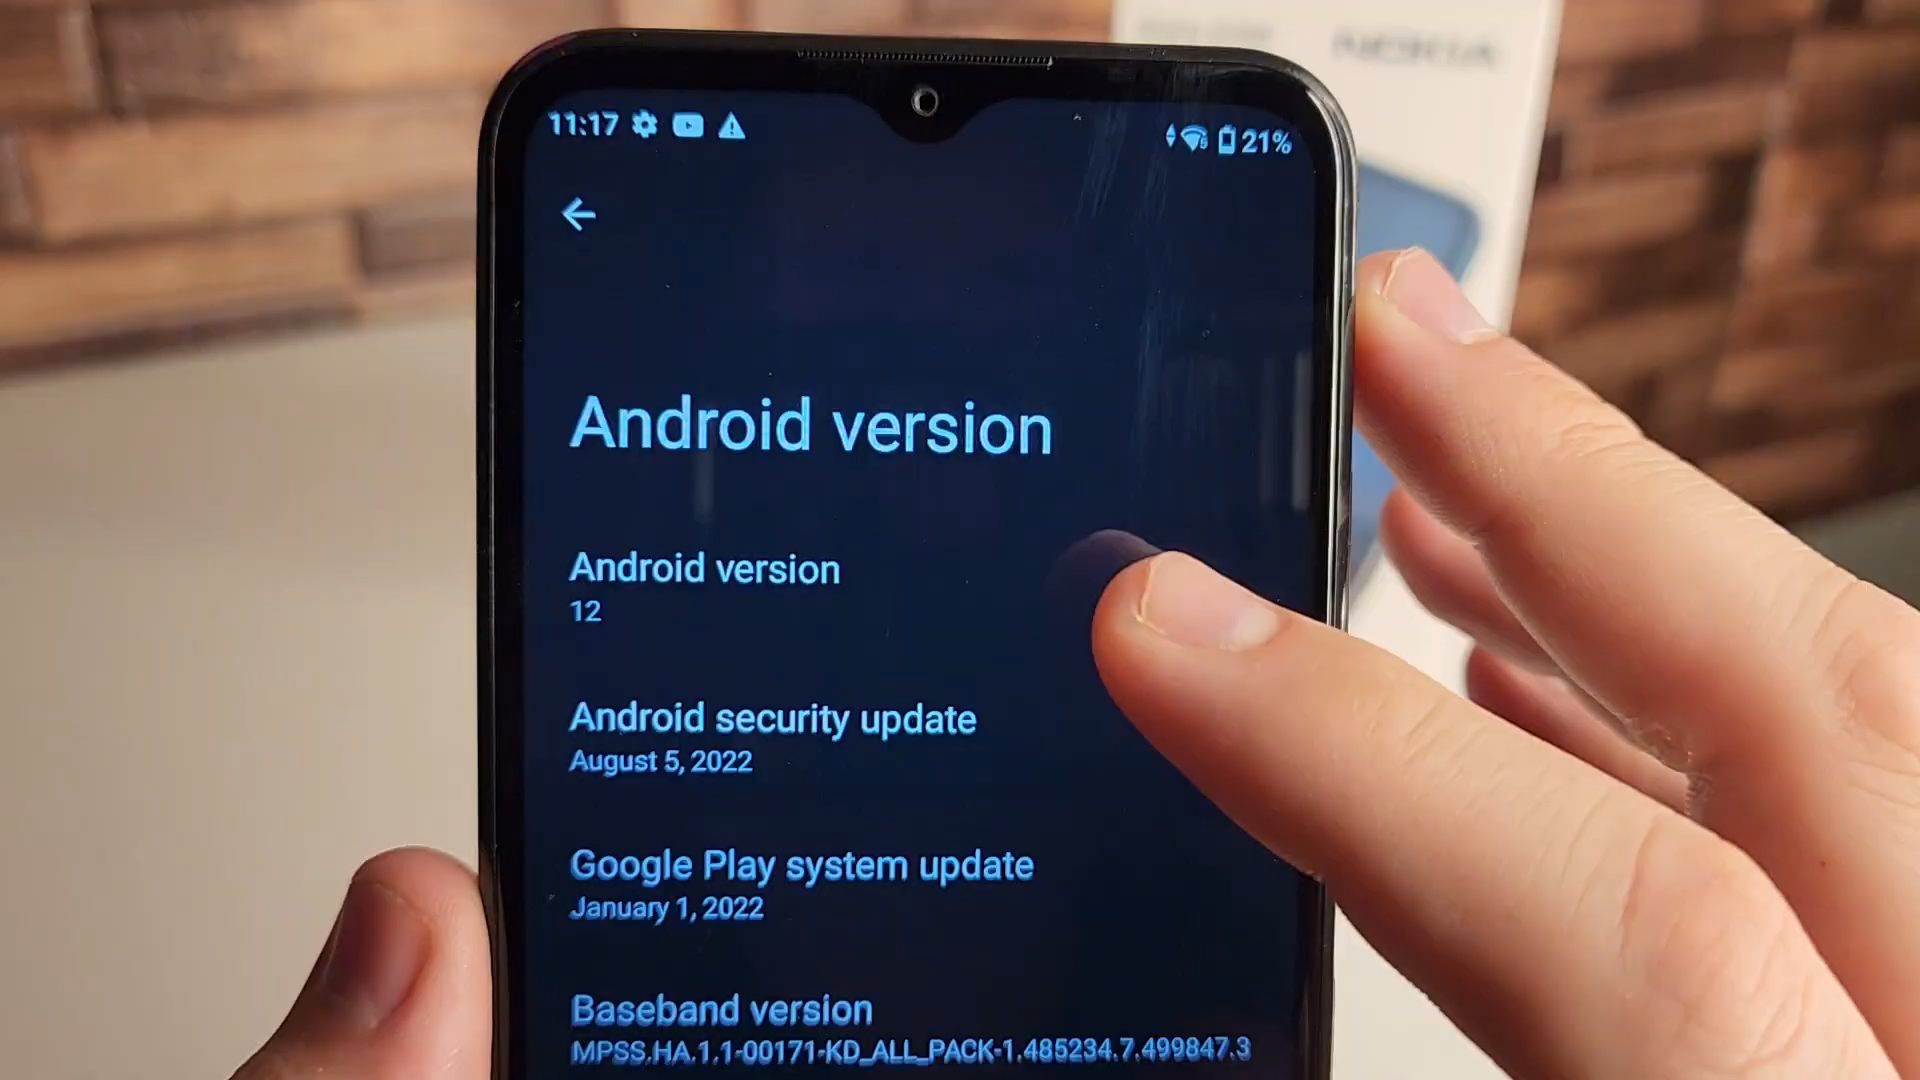 NOKIA
11:17
21%
Android version
Android version
12
Android security update
August 5, 2022
Google Play system update
January 1, 2022
Baseband version
MPSS.HA.1.1-00171-KD_ALL_PACK-1.485234.7.499847.3